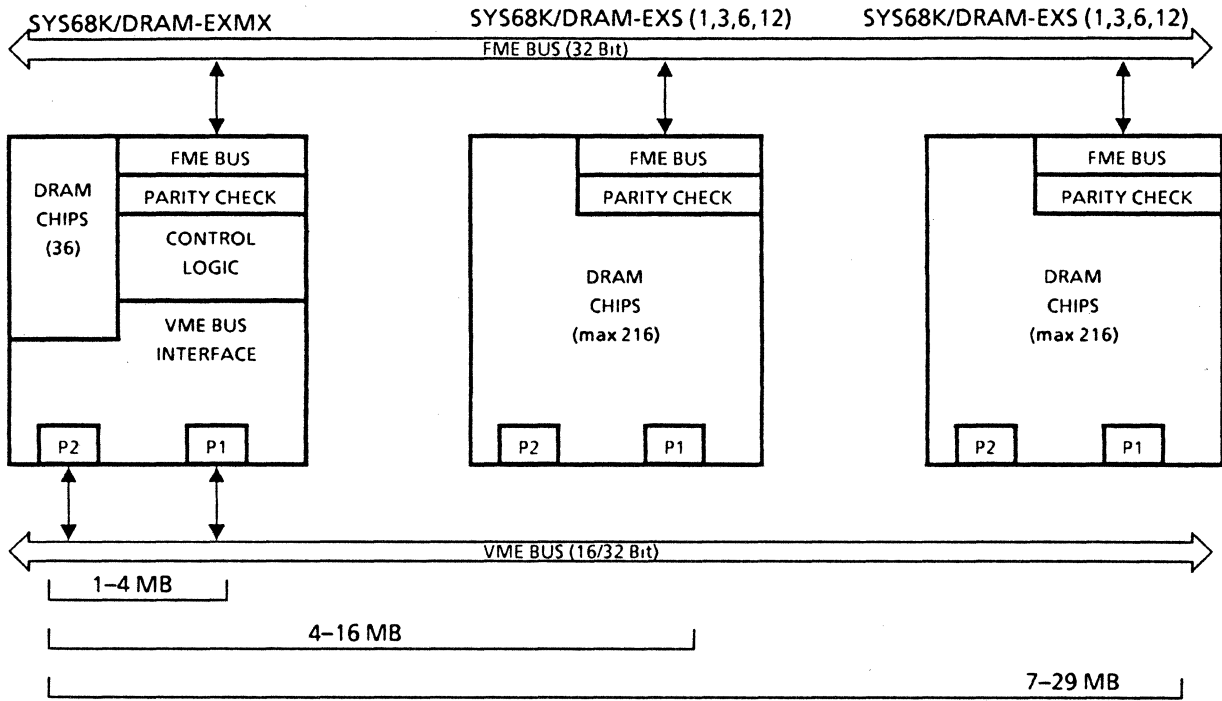 SYS68K/DRAM-EXMX
SYS68K/DRAM-EXS (1,3,6,12)
SYS68K/DRAM-EXS (1,3,6,12)
FME BUS (32 Bit)
DRAM
CHIPS
(36)
FME BUS
PARITY CHECK
CONTROL
LOGIC
VME BUS
INTERFACE
P2
P1
FME BUS
PARITY CHECK
DRAM
CHIPS
(max 216)
P2
P1
FME BUS
PARITY CHECK
DRAM
CHIPS
(max 216)
P2
P1
VME BUS (16/32 Bit)
1–4 MB
4–16 MB
7–29 MB